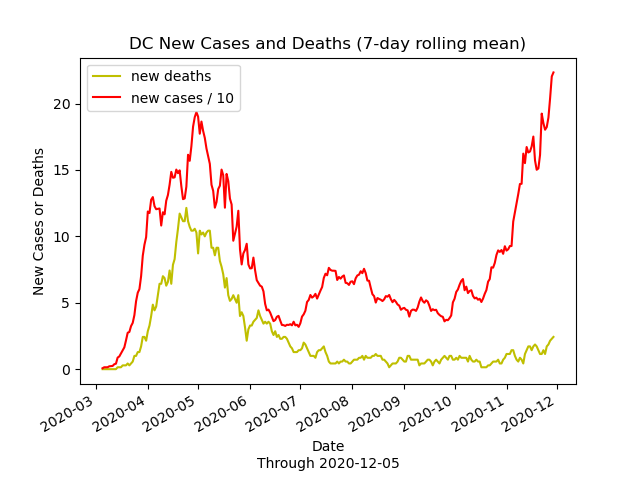 DC New Cases and Deaths (7-day rolling mean)
new deaths
new cases / 10
20
15
10
5
0
New Cases or Deaths
2020-03
2020-04
2020-05
2020-06
2020-07
2020-08
2020-09
2020-10
2020-11
2020-12
Date
Through 2020-12-05